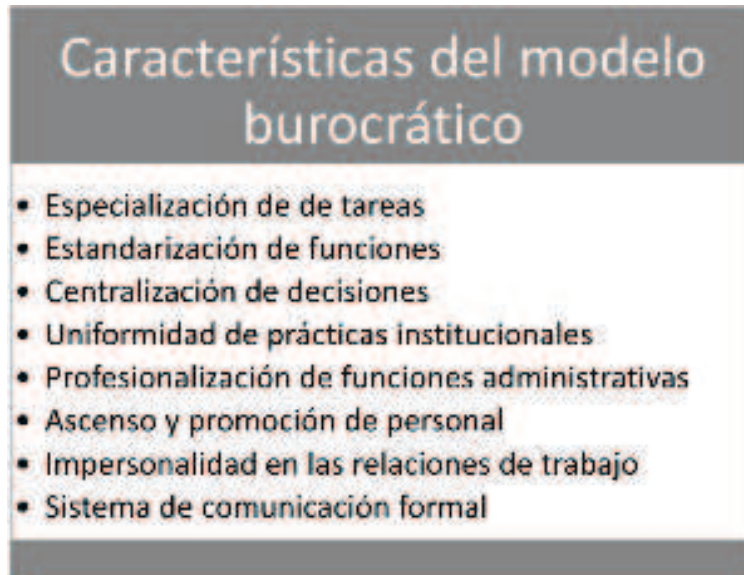 Características del modelo
burocrático
• Especialización de de tareas
• Estandarización de funciones
• Centralización de decisiones
• Uniformidad de prácticas institucionales
• Profesionalización de funciones administrativas
• Ascenso y promoción de personal
• Impersonalidad en las relaciones de trabajo
• Sistema de comunicación formal